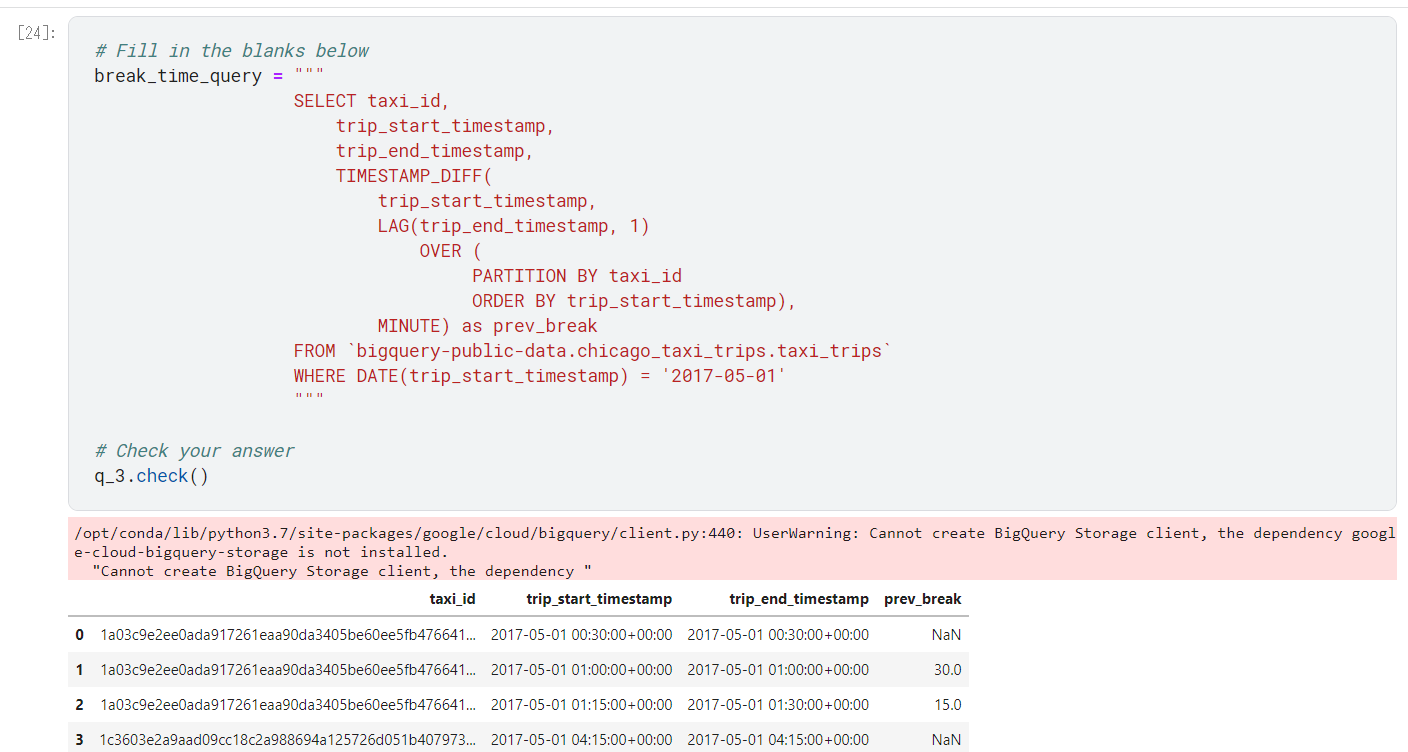 [24]:
# Fill in the blanks below
break_time_query = """
SELECT taxi_id,
trip_start_timestamp,
trip_end_timestamp,
TIMESTAMP_DIFF(
trip_start_timestamp,
LAG(trip_end_timestamp, 1)
OVER (
PARTITION BY taxi_id
ORDER BY trip_start_timestamp),
MINUTE) as prev_break
FROM `bigquery-public-data.chicago_taxi_trips.taxi_trips`
WHERE DATE(trip_start_timestamp) = '2017-05-01'
"""
# Check your answer
q_3.check()
/opt/conda/lib/python3.7/site-packages/google/cloud/bigquery/client.py:440: UserWarning: Cannot create BigQuery Storage client, the dependency googl
e-cloud-bigquery-storage is not installed.
"Cannot create BigQuery Storage client, the dependency "
taxi_id trip_start_timestamp trip_end_timestamp prev_break
0 1a03c9e2ee0ada917261eaa90da3405be60ee5fb476641... 2017-05-01 00:30:00+00:00 2017-05-01 00:30:00+00:00 NaN
1 1a03c9e2ee0ada917261eaa90da3405be60ee5fb476641... 2017-05-01 01:00:00+00:00 2017-05-01 01:00:00+00:00 30.0
2 1a03c9e2ee0ada917261eaa90da3405be60ee5fb476641... 2017-05-01 01:15:00+00:00 2017-05-01 01:30:00+00:00 15.0
3 1c3603e2a9aad09cc18c2a988694a125726d051b407973... 2017-05-01 04:15:00+00:00 2017-05-01 04:15:00+00:00 NaN